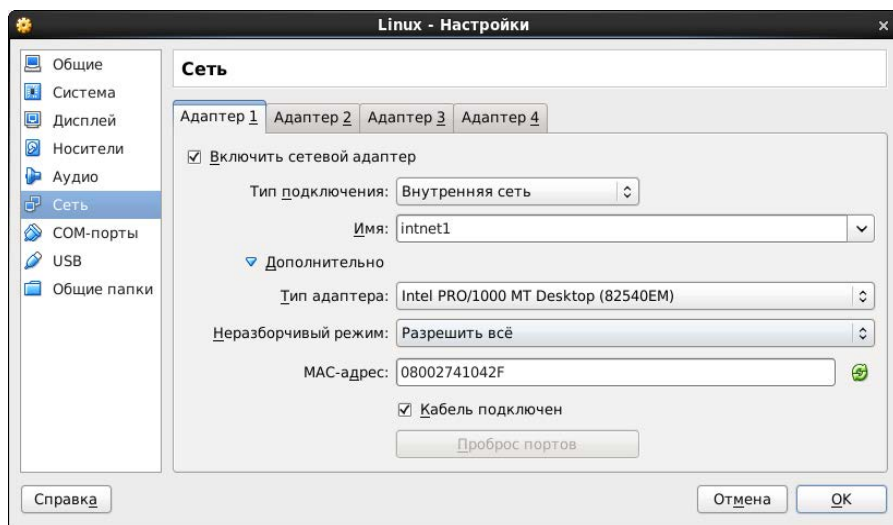 Linux - Настройки
Общие
Система
Дисплей
Носители
Аудио
Сеть
COM-порты
USB
Общие папки
Сеть
Адаптер 1 Адаптер 2 Адаптер 3 Адаптер 4
Включить сетевой адаптер
Тип подключения: Внутренняя сеть
Имя: intnet1
Дополнительно
Тип адаптера: Intel PRO/1000 MT Desktop (82540EM)
Неразборчивый режим: Разрешить всё
MAC-адрес: 08002741042F
Кабель подключен
Проброс портов
Справка Отмена OK